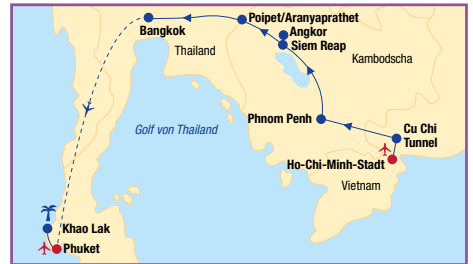 Poipet/Aranyaprathet
Bangkok
Angkor
Siem Reap
Thailand
Kambodscha
Golf von Thailand
Phnom Penh
Cu Chi
Tunnel
Ho-Chi-Minh-Stadt
Vietnam
Khao Lak
Phuket